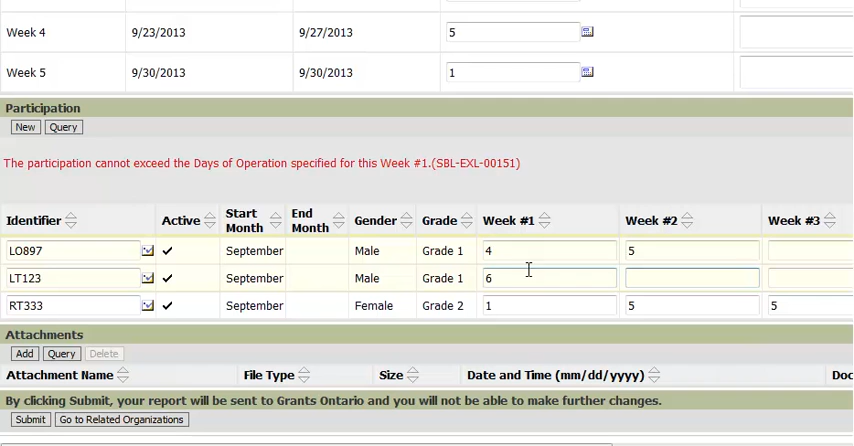 Week 4 9/23/2013 9/27/2013 5
Week 5 9/30/2013 9/30/2013 1
Participation
New Query
The participation cannot exceed the Days of Operation specified for this Week #1.(SBL-EXL-00151)
Identifier Active Start Month End Month Gender Grade Week #1 Week #2 Week #3
LO897 September Male Grade 1 4 5
LT123 September Male Grade 1 6
RT333 September Female Grade 2 1 5 5
Attachments
Add Query Delete
Attachment Name File Type Size Date and Time (mm/dd/yyyy) Doc
By clicking Submit, your report will be sent to Grants Ontario and you will not be able to make further changes.
Submit Go to Related Organizations